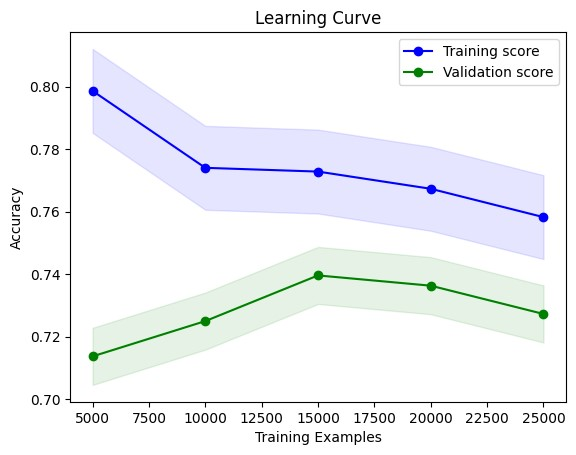 Learning Curve
Training score
Validation score
Accuracy
0.80
0.78
0.76
0.74
0.72
0.70
5000 7500 10000 12500 15000 17500 20000 22500 25000
Training Examples